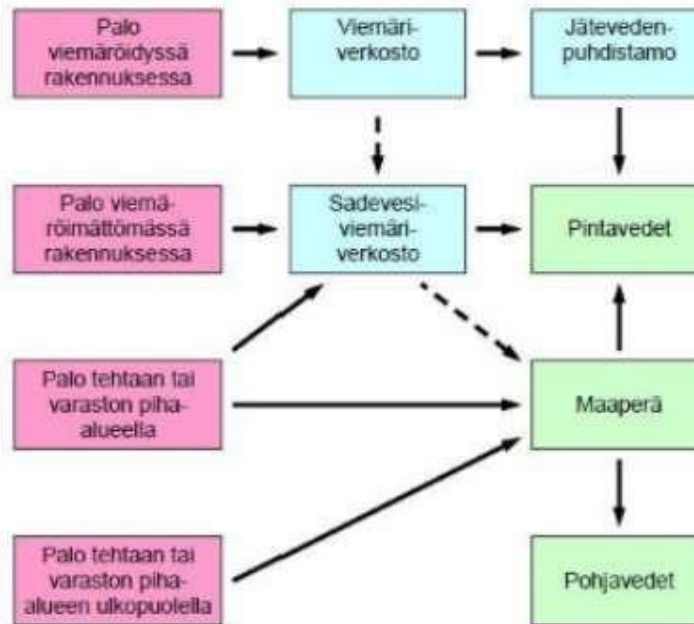 Palo
viemäröidyssä
rakennuksessa
Viemäri-
verkosto
Jäteveden-
puhdistamo
Palo viemä-
röimättömässä
rakennuksessa
Sadevesi-
viemäri-
verkosto
Pintavedet
Palo tehtaan tai
varaston piha-
alueella
Maaperä
Palo tehtaan tai
varaston piha-
alueen ulkopuolella
Pohjavedet